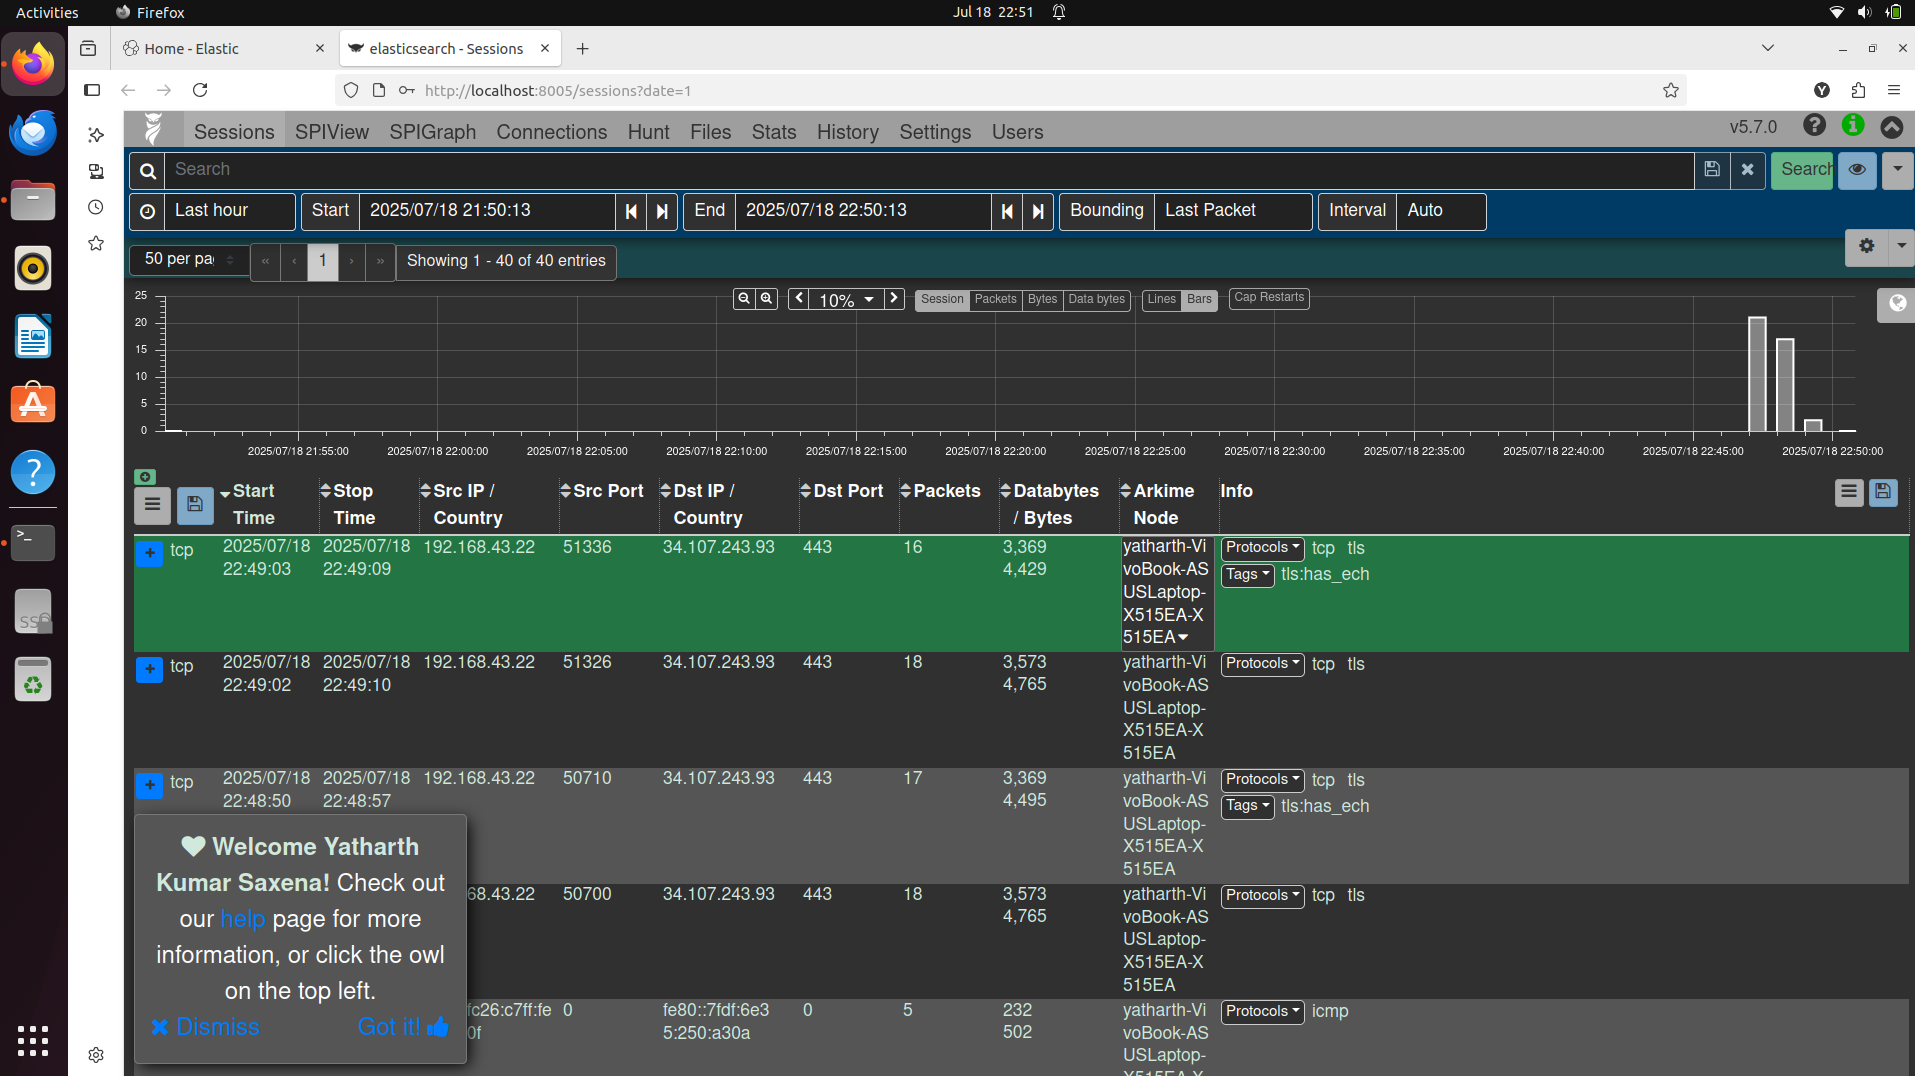 Activities
Firefox
Jul 18 22:51
Home - Elastic
elasticsearch - Sessions
http://localhost:8005/sessions?date=1
Sessions
SPIView
SPIGraph
Connections
Hunt
Files
Stats
History
Settings
Users
v5.7.0
Search
Search
Last hour
Start
2025/07/18 21:50:13
End
2025/07/18 22:50:13
Bounding
Last Packet
Interval
Auto
50 per pa
« ‹ 1 › »
Showing 1 - 40 of 40 entries
10%
Session
Packets
Bytes
Data bytes
Lines
Bars
Cap Restarts
25
20
15
10
5
0
2025/07/18 21:55:00
2025/07/18 22:00:00
2025/07/18 22:05:00
2025/07/18 22:10:00
2025/07/18 22:15:00
2025/07/18 22:20:00
2025/07/18 22:25:00
2025/07/18 22:30:00
2025/07/18 22:35:00
2025/07/18 22:40:00
2025/07/18 22:45:00
2025/07/18 22:50:00
Start Time
Stop Time
Src IP / Country
Src Port
Dst IP / Country
Dst Port
Packets
Databytes / Bytes
Arkime Node
Info
tcp
2025/07/18 22:49:03
2025/07/18 22:49:09
192.168.43.22
51336
34.107.243.93
443
16
3,369
4,429
yatharth-VivoBook-ASUSLaptop-X515EA-X515EA
Protocols tcp tls
Tags tls:has_ech
tcp
2025/07/18 22:49:02
2025/07/18 22:49:10
192.168.43.22
51326
34.107.243.93
443
18
3,573
4,765
yatharth-VivoBook-ASUSLaptop-X515EA-X515EA
Protocols tcp tls
tcp
2025/07/18 22:48:50
2025/07/18 22:48:57
192.168.43.22
50710
34.107.243.93
443
17
3,369
4,495
yatharth-VivoBook-ASUSLaptop-X515EA-X515EA
Protocols tcp tls
Tags tls:has_ech
68.43.22
50700
34.107.243.93
443
18
3,573
4,765
yatharth-VivoBook-ASUSLaptop-X515EA-X515EA
Protocols tcp tls
fc26:c7ff:fe
0f
0
fe80::7fdf:6e35:250:a30a
0
5
232
502
yatharth-VivoBook-ASUSLaptop-
Protocols icmp
Welcome Yatharth
Kumar Saxena! Check out
our help page for more
information, or click the owl
on the top left.
Dismiss
Got it!